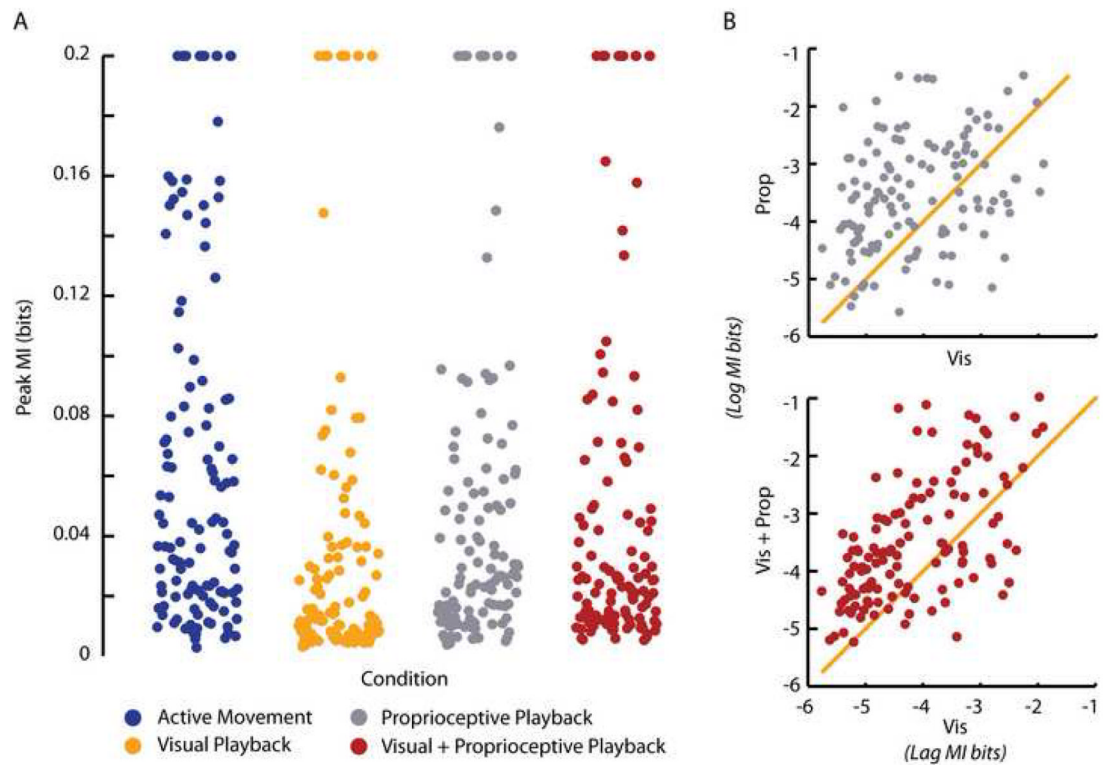 A
B
0.2
0.16
0.12
0.08
0.04
0
Peak MI (bits)
Condition
Active Movement
Visual Playback
Proprioceptive Playback
Visual + Proprioceptive Playback
-1
-2
-3
-4
-5
-6
Prop
Vis
(Log MI bits)
-1
-2
-3
-4
-5
-6
Vis + Prop
-6 -5 -4 -3 -2 -1
Vis
(Lag MI bits)